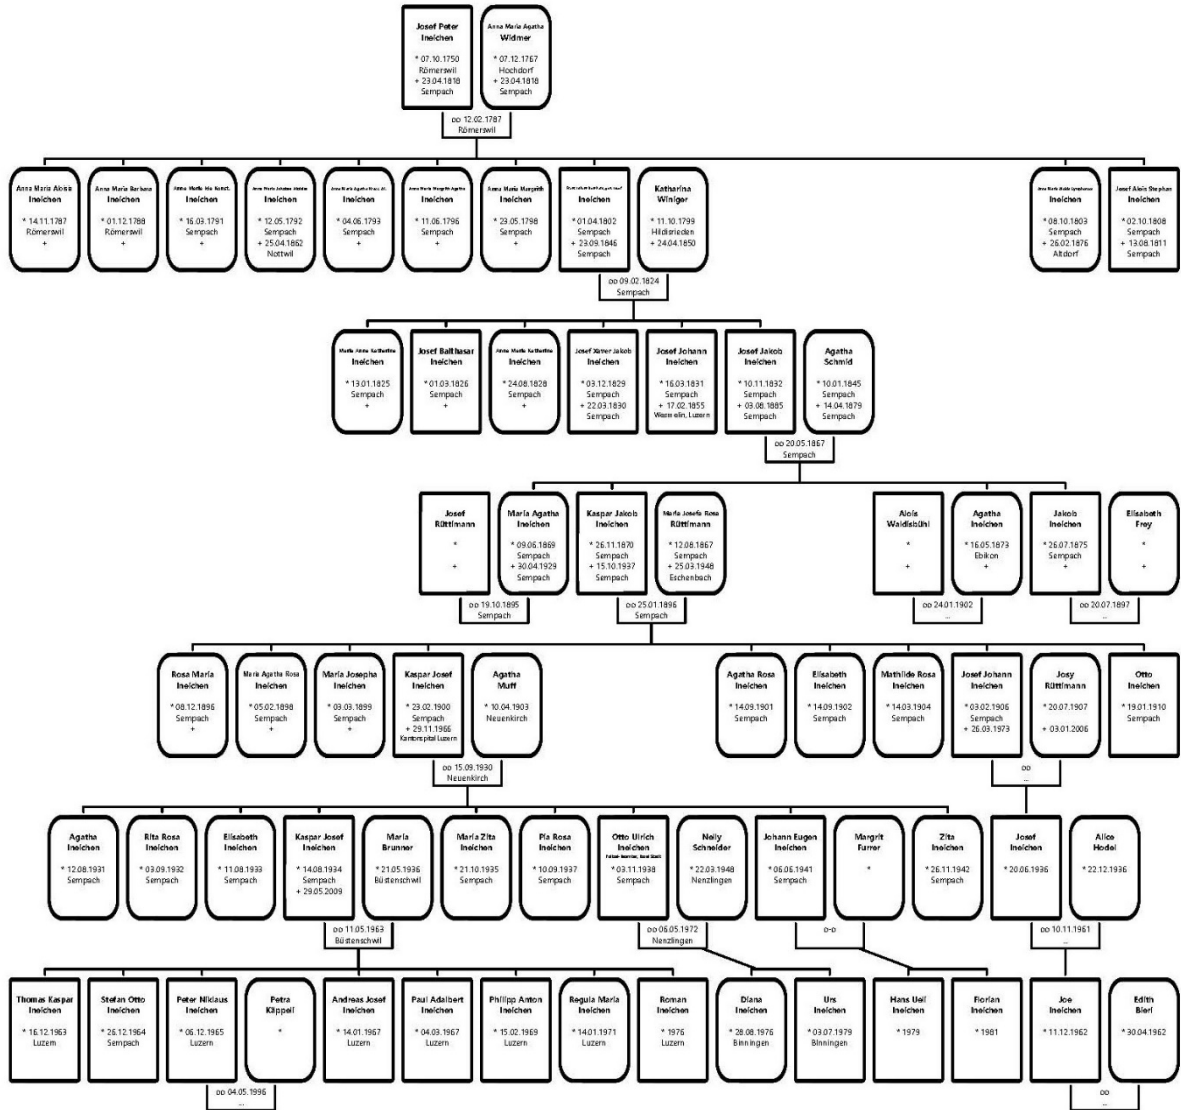 Josef Peter
Ineichen
* 07.10.1750
Römerswil
+ 23.04.1818
Sempach
Anna Maria Agatha
Widmer
* 07.12.1767
Hochdorf
+ 23.04.1818
Sempach
oo 12.02.1787
Römerswil
Anna Maria Aloisia
Ineichen
* 14.11.1787
Römerswil
+
Anna Maria Barbara
Ineichen
* 01.12.1788
Römerswil
+
Anna Maria
Ineichen
* 16.03.1791
Sempach
+
Anna Maria
Ineichen
* 12.05.1792
Sempach
+ 25.04.1862
Nottwil
Anna Maria Agatha
Ineichen
* 04.06.1793
Sempach
+
Anna Maria Margrith Agatha
Ineichen
* 11.06.1796
Sempach
+
Anna Maria Margrith
Ineichen
* 23.05.1798
Sempach
+
Ineichen
* 01.04.1802
Sempach
+ 23.09.1846
Sempach
Katharina
Winiger
* 11.10.1799
Hildisrieden
+ 24.04.1850
Ineichen
* 08.10.1803
Sempach
+ 26.02.1876
Altdorf
Josef Alois Stephan
Ineichen
* 02.10.1808
Sempach
+ 13.08.1811
Sempach
oo 09.02.1824
Sempach
Maria Anna Katharina
Ineichen
* 13.01.1825
Sempach
+
Josef Balthasar
Ineichen
* 01.03.1826
Sempach
+
Anna Maria Katharina
Ineichen
* 24.08.1828
Sempach
+
Josef Xaver Jakob
Ineichen
* 03.12.1829
Sempach
+ 22.03.1830
Sempach
Josef Johann
Ineichen
* 16.03.1831
Sempach
+ 17.02.1855
Luzern
Josef Jakob
Ineichen
* 10.11.1832
Sempach
+ 03.08.1885
Sempach
Agatha
Schmid
* 10.01.1845
Sempach
+ 14.04.1879
Sempach
oo 20.05.1867
Sempach
Josef
Rüttimann
*
+
Maria Agatha
Ineichen
* 09.06.1869
Sempach
+ 30.04.1929
Sempach
Kaspar Jakob
Ineichen
* 26.11.1870
Sempach
+ 15.10.1937
Sempach
Maria Josefa Rosa
Rüttimann
* 12.08.1867
Sempach
+ 25.03.1948
Eschenbach
Alois
Waldisbühl
*
+
Agatha
Ineichen
* 16.05.1873
Ebikon
+
Jakob
Ineichen
* 26.07.1875
Sempach
+
Elisabeth
Frey
*
+
oo 19.10.1895
Sempach
oo 25.01.1896
Sempach
oo 24.01.1902
...
oo 20.07.1897
...
Rosa Maria
Ineichen
* 08.12.1896
Sempach
+
Maria Agatha Rosa
Ineichen
* 05.02.1898
Sempach
+
Maria Josepha
Ineichen
* 03.03.1899
Sempach
+
Kaspar Josef
Ineichen
* 23.02.1900
Sempach
+ 29.11.1966
Kantonspital Luzern
Agatha
Muff
* 10.04.1903
Neuenkirch
Agatha Rosa
Ineichen
* 14.09.1901
Sempach
Elisabeth
Ineichen
* 14.09.1902
Sempach
Mathilde Rosa
Ineichen
* 14.03.1904
Sempach
Josef Johann
Ineichen
* 03.02.1906
Sempach
+ 26.03.1973
Josy
Rüttimann
* 20.07.1907
+ 03.01.2006
Otto
Ineichen
* 19.01.1910
Sempach
oo 15.09.1930
Neuenkirch
oo
...
Agatha
Ineichen
* 12.08.1931
Sempach
Rita Rosa
Ineichen
* 03.09.1932
Sempach
Elisabeth
Ineichen
* 11.08.1933
Sempach
Kaspar Josef
Ineichen
* 14.08.1934
Sempach
+ 29.05.2009
Maria
Brunner
* 21.05.1936
Büstenschwil
Maria Zita
Ineichen
* 21.10.1935
Sempach
Pia Rosa
Ineichen
* 10.09.1937
Sempach
Otto Ulrich
Ineichen
* 03.11.1938
Sempach
Nelly
Schneider
* 22.03.1948
Nenzlingen
Johann Eugen
Ineichen
* 06.06.1941
Sempach
Margrit
Furrer
*
Zita
Ineichen
* 26.11.1942
Sempach
Josef
Ineichen
* 20.06.1936
Alice
Hodel
* 22.12.1936
oo 11.05.1963
Büstenschwil
oo 06.05.1972
Nenzlingen
o-o
oo 10.11.1961
...
Thomas Kaspar
Ineichen
* 16.12.1963
Luzern
Stefan Otto
Ineichen
* 26.12.1964
Sempach
Peter Niklaus
Ineichen
* 06.12.1965
Luzern
Petra
Käppeli
*
Andreas Josef
Ineichen
* 14.01.1967
Luzern
Paul Adalbert
Ineichen
* 04.03.1967
Luzern
Philipp Anton
Ineichen
* 15.02.1969
Luzern
Regula Maria
Ineichen
* 14.01.1971
Luzern
Roman
Ineichen
* 1976
Luzern
Diana
Ineichen
* 28.08.1976
Binningen
Urs
Ineichen
* 03.07.1979
Binningen
Hans Ueli
Ineichen
* 1979
Florian
Ineichen
* 1981
Joe
Ineichen
* 11.12.1962
Edith
Bieri
* 30.04.1962
oo 04.05.1996
...
oo
...